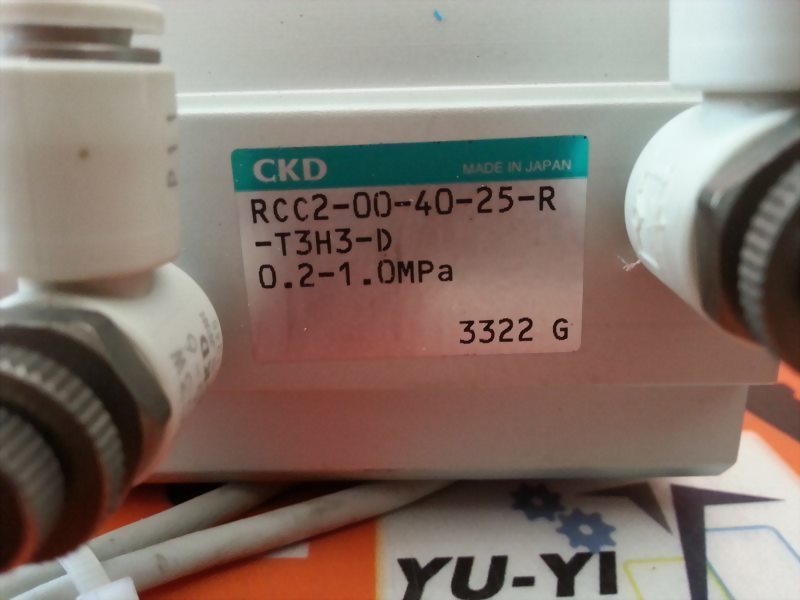 CKD MADE IN JAPAN
RCC2-00-40-25-R
-T3H3-D
0.2-1.0MPa
3322 G
YU-YI